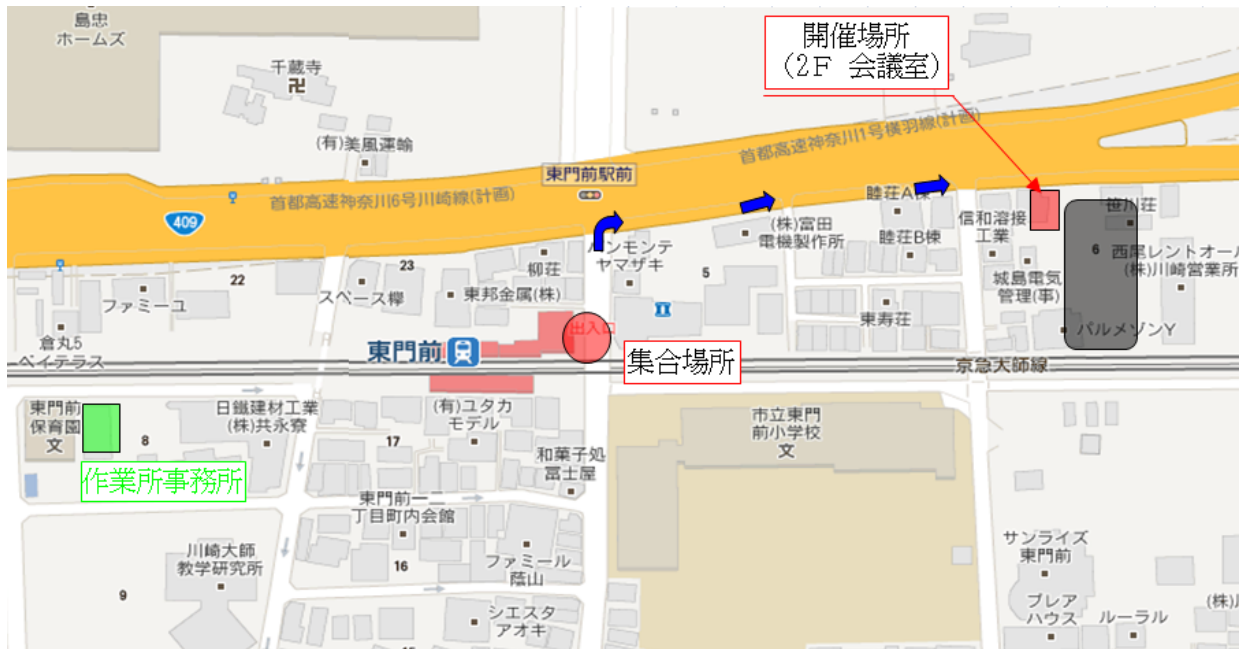 島忠
ホームズ
開催場所
(2F 会議室)
千蔵寺
卍
(有)美風運輸
首都高速神奈川1号横羽線(計画)
東門前駅前
首都高速神奈川6号川崎線(計画)
409
睦荘A棟
笹川荘
(株)富田
電機製作所
睦荘B棟
信和溶接
工業
6
西尾レントオール
(株)川崎営業所
22
23
柳荘
ヤマザキ
5
ファミーユ
スペース欅
東邦金属(株)
城島電気
管理(事)
倉丸5
ベイテラス
東寿荘
パルメゾンY
出入口
東門前
集合場所
京急大師線
東門前
保育園
文
8
日鐵建材工業
(株)共永寮
(有)ユタカ
モデル
17
市立東門
前小学校
文
作業所事務所
和菓子処
冨士屋
東門前一二
丁目町内会館
川崎大師
教学研究所
16
ファミール
蔭山
サンライズ
東門前
9
シエスタ
アオキ
ブレア
ハウス
ルーラル